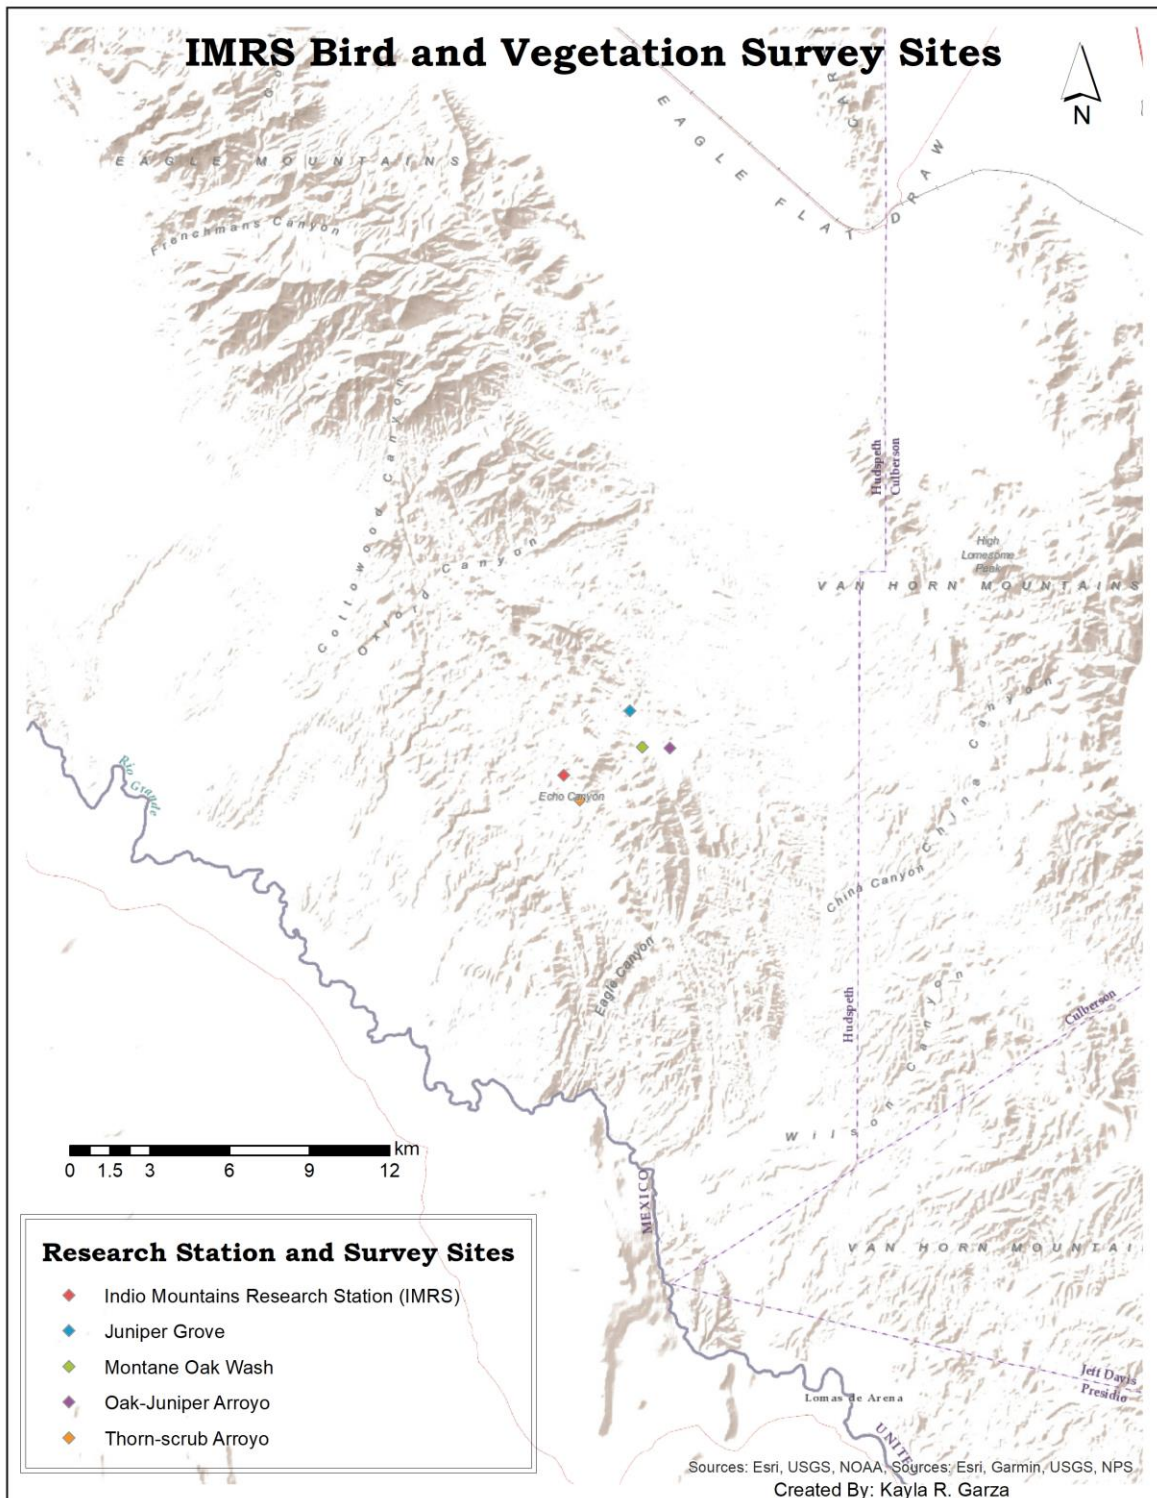 IMRS Bird and Vegetation Survey Sites
N
EAGLE MOUNTAINS
Frenchmans Canyon
EAGLE FLAT DRAW
Hudspeth
Culberson
High
Lonesome
Peak
VAN HORN MOUNTAINS
Cottonwood Canyon
Oxford Canyon
Rio Grande
Echo Canyon
China Canyon
China Canyon
Eagle Canyon
Hudspeth
Culberson
Wilson Canyon
km
0 1.5 3 6 9 12
MEXICO
VAN HORN MOUNTAI
Research Station and Survey Sites
Indio Mountains Research Station (IMRS)
Juniper Grove
Montane Oak Wash
Oak-Juniper Arroyo
Thorn-scrub Arroyo
Jeff Davis
Presidio
Lomas de Arena
UNITE
Sources: Esri, USGS, NOAA, Sources: Esri, Garmin, USGS, NPS
Created By: Kayla R. Garza